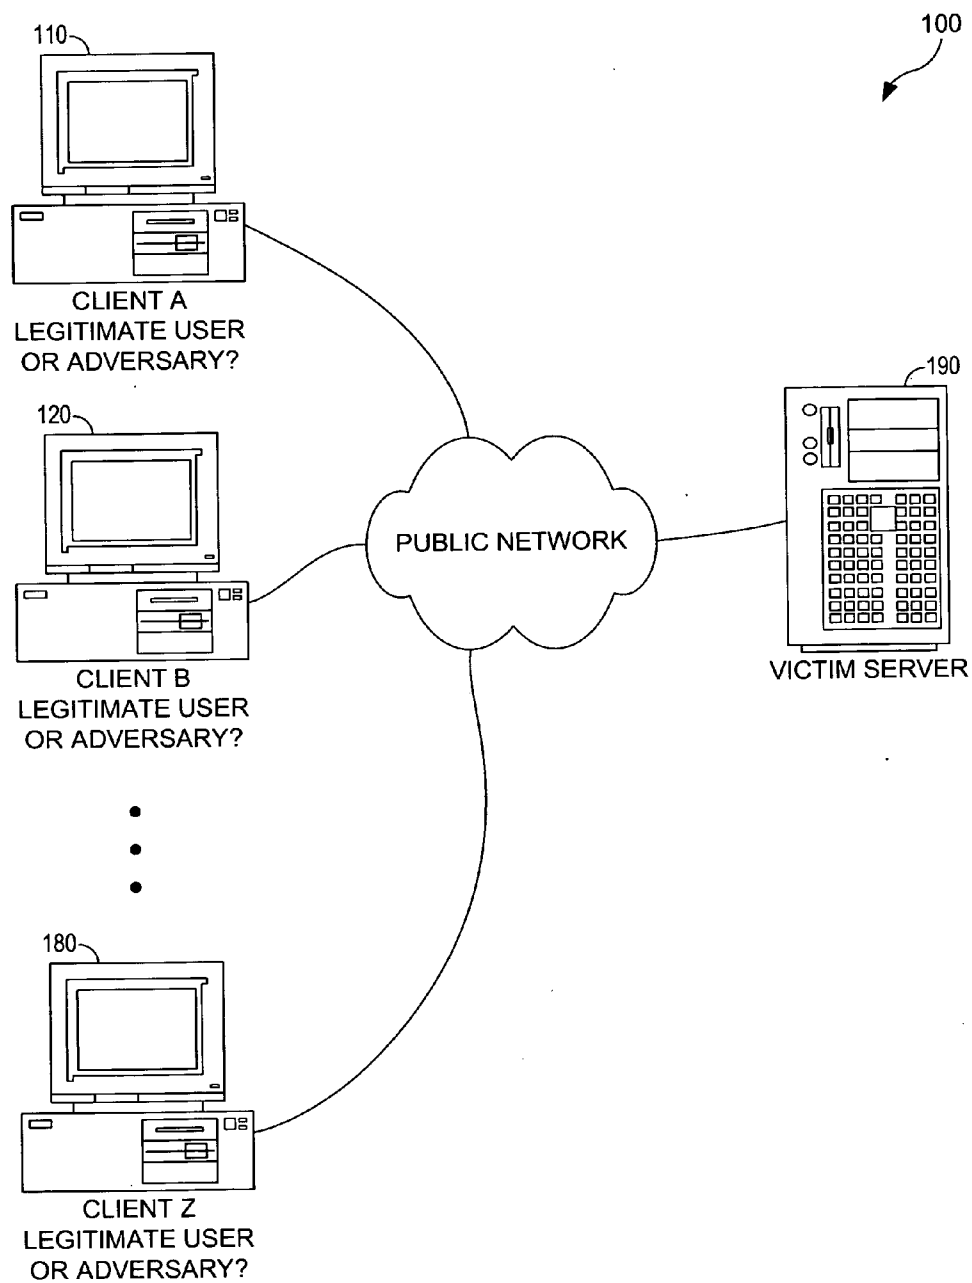 100
110
CLIENT A
LEGITIMATE USER
OR ADVERSARY?
120
CLIENT B
LEGITIMATE USER
OR ADVERSARY?
PUBLIC NETWORK
190
VICTIM SERVER
180
CLIENT Z
LEGITIMATE USER
OR ADVERSARY?